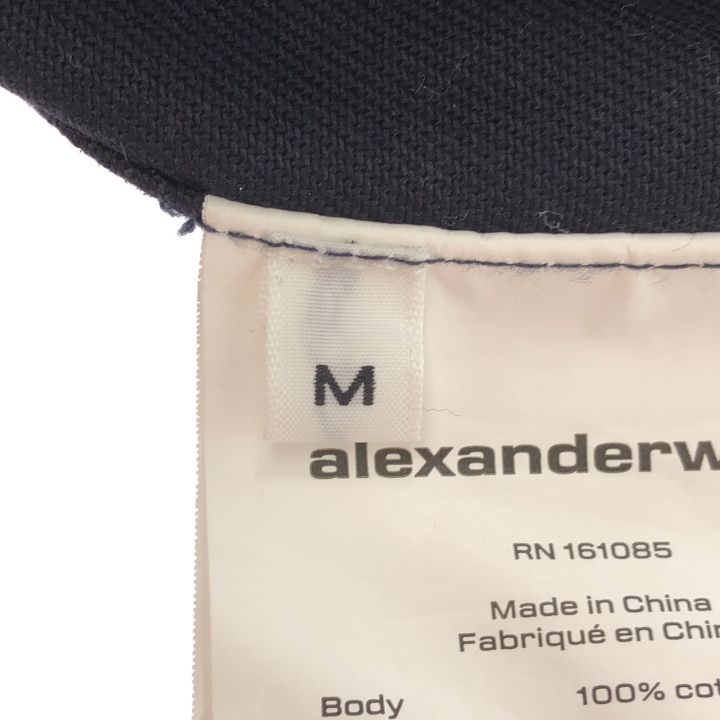 M
alexanderw
RN 161085
Made in China
Fabriqué en Chin
Body 100% cot